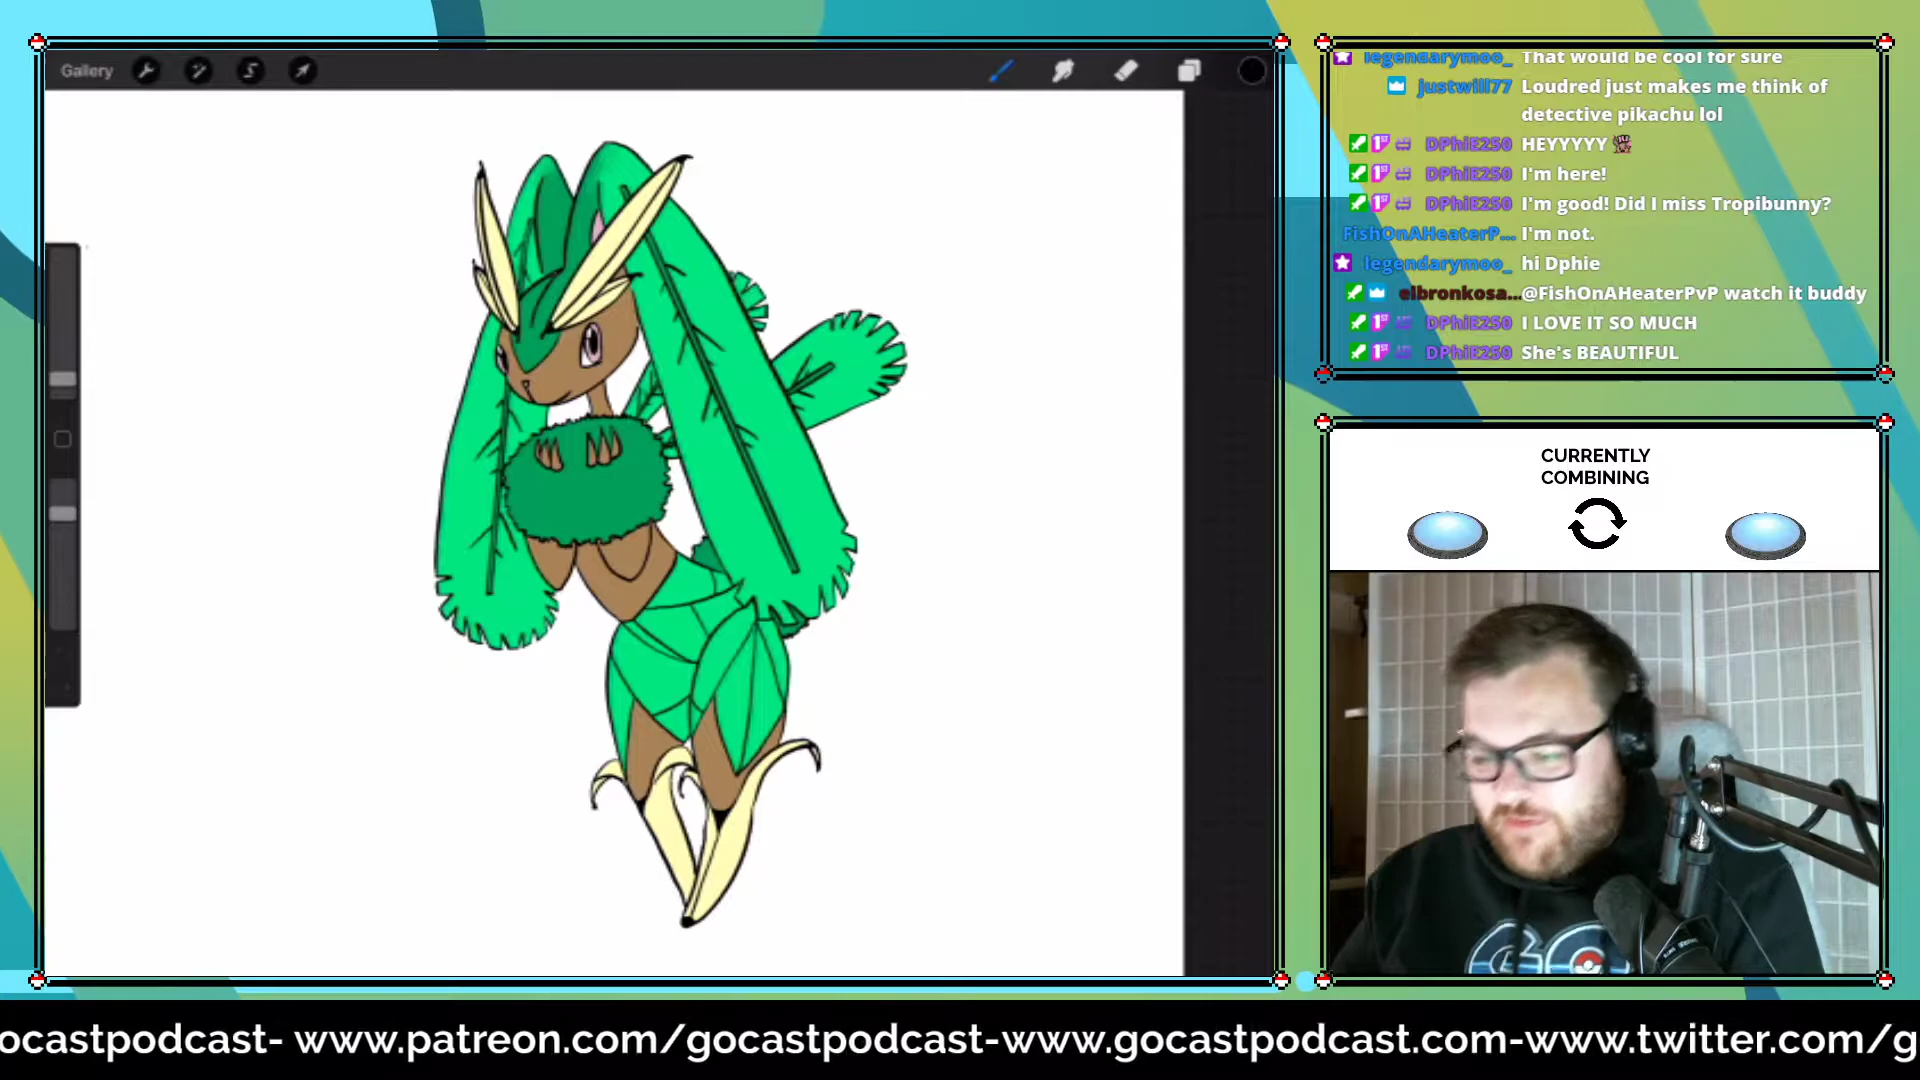 Gallery
legendarymoo_ That would be cool for sure
justwill77 Loudred just makes me think of
detective pikachu lol
DPhiE250 HEYYYYY
DPhiE250 I'm here!
DPhiE250 I'm good! Did I miss Tropibunny?
FishOnAHeaterP... I'm not.
legendarymoo_ hi Dphie
elbronkosa... @FishOnAHeaterPvP watch it buddy
DPhiE250 I LOVE IT SO MUCH
DPhiE250 She's BEAUTIFUL
CURRENTLY
COMBINING
GO
ocastpodcast- www.patreon.com/gocastpodcast-www.gocastpodcast.com-www.twitter.com/g